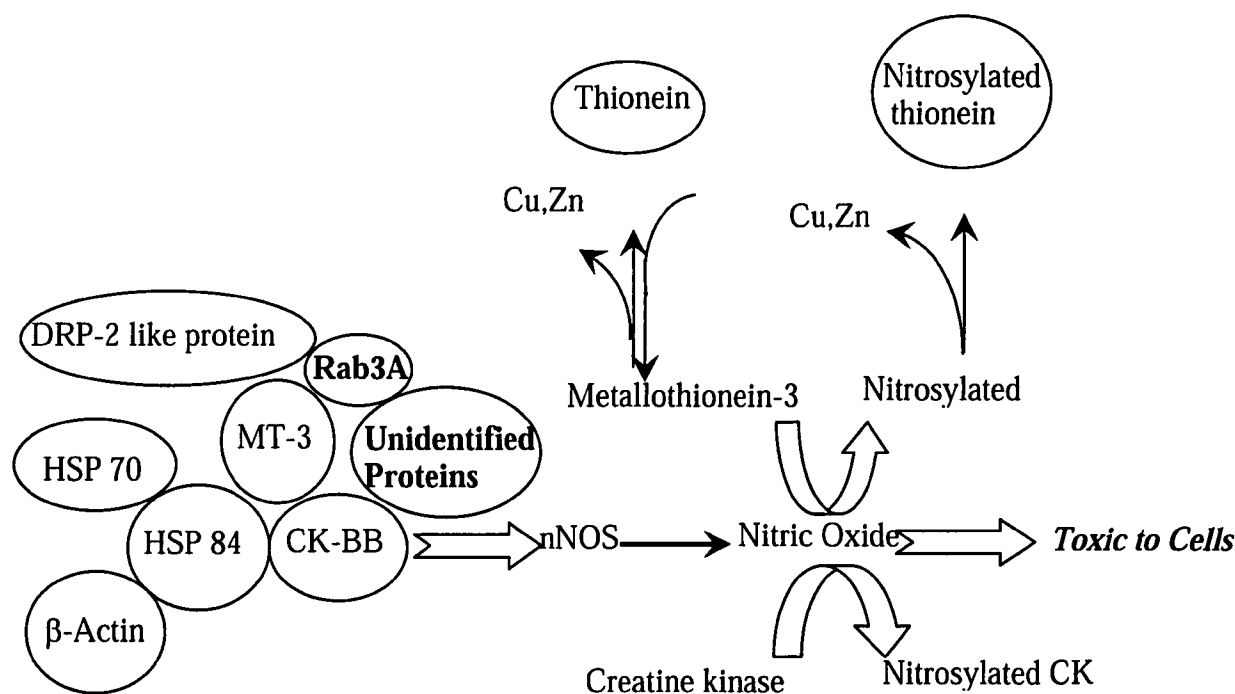 Thionein
Nitrosylated
thionein
Cu,Zn
Cu,Zn
DRP-2 like protein
Rab3A
Metallothionein-3
Nitrosylated
MT-3
Unidentified
Proteins
HSP 70
HSP 84
CK-BB
nNOS
Nitric Oxide
Toxic to Cells
β-Actin
Creatine kinase
Nitrosylated CK